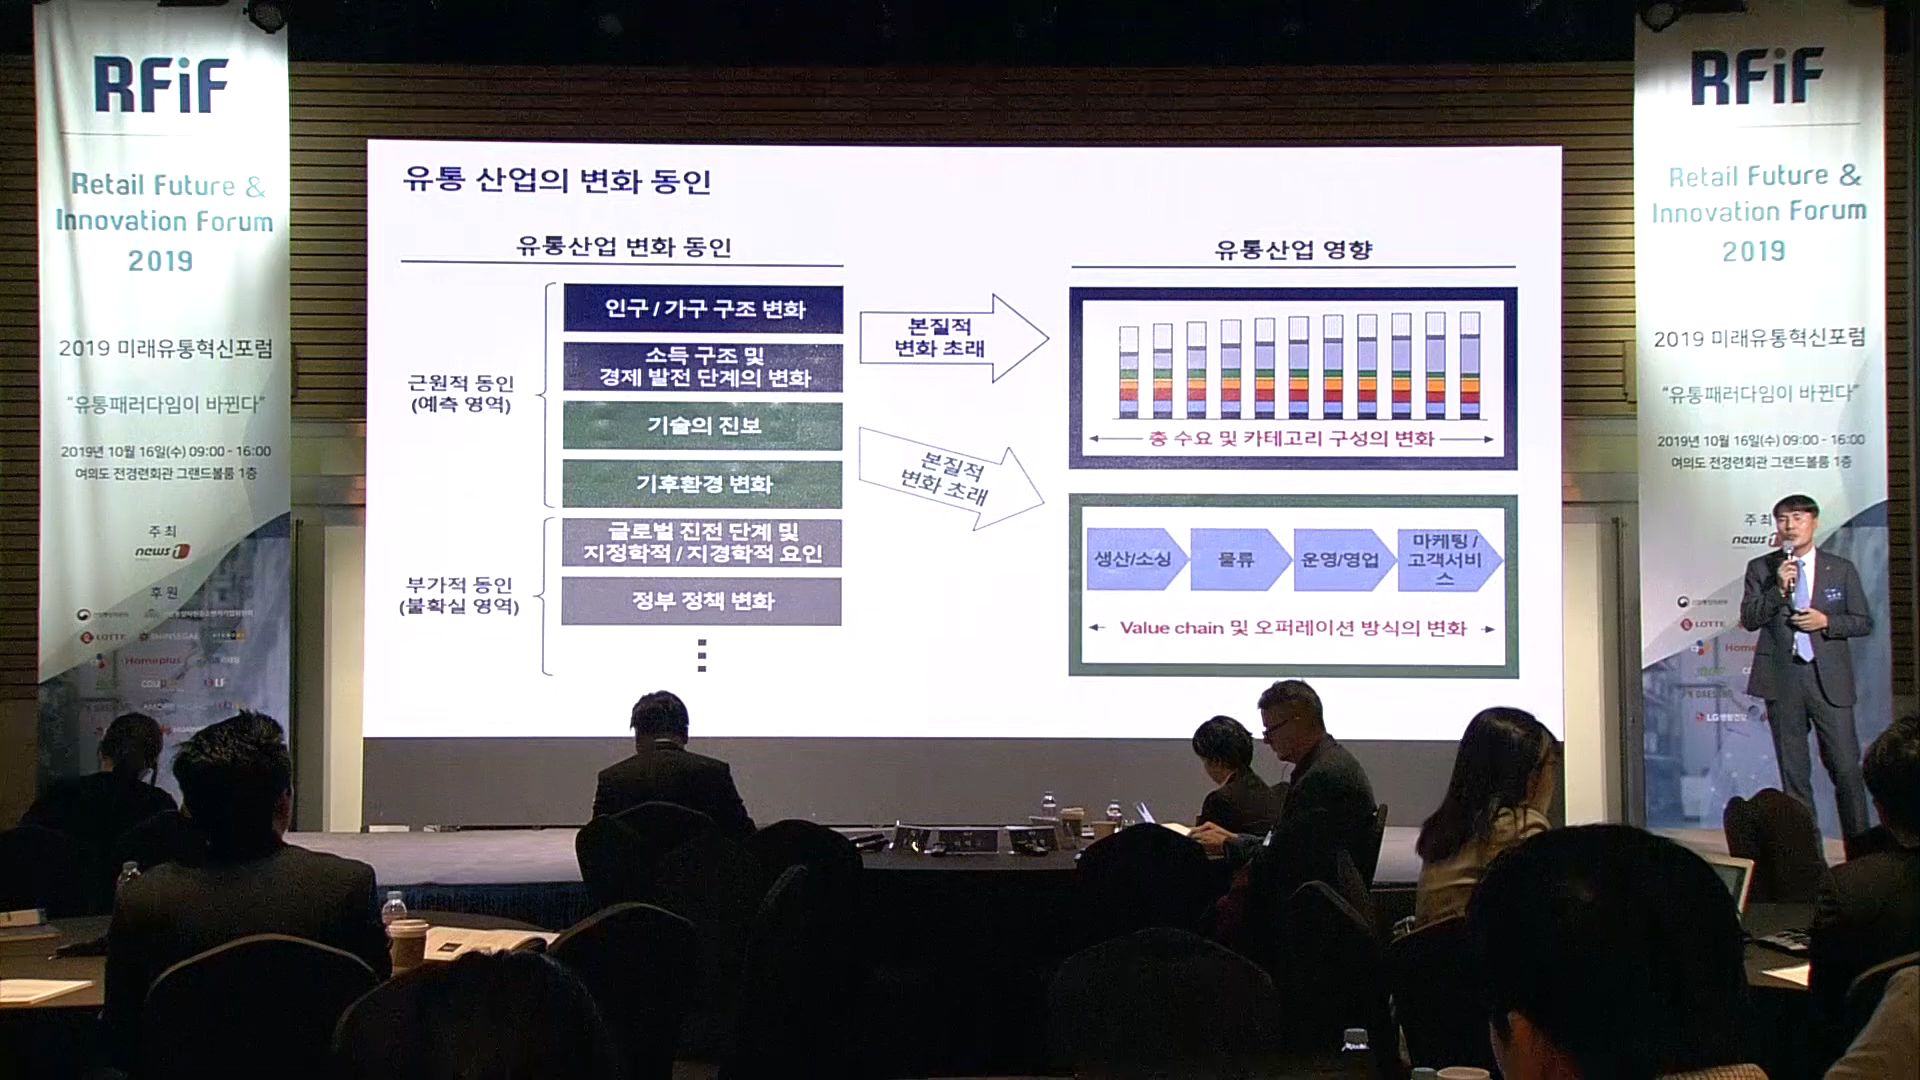 RFiF
Retail Future &
Innovation Forum
2019
2019 미래유통혁신포럼
“유통패러다임이 바뀐다”
2019년 10월 16일(수) 09:00 - 16:00
여의도 전경련회관 그랜드볼룸 1층
주 최
news1
후 원
LOTTE
SHINSEGAE
Homeplus
LF
유통 산업의 변화 동인
유통산업 변화 동인
근원적 동인
(예측 영역)
인구 / 가구 구조 변화
소득 구조 및
경제 발전 단계의 변화
기술의 진보
기후환경 변화
부가적 동인
(불확실 영역)
글로벌 진전 단계 및
지정학적 / 지경학적 요인
정부 정책 변화
본질적
변화 초래
본질적
변화 초래
유통산업 영향
총 수요 및 카테고리 구성의 변화
생산/소싱
물류
운영/영업
마케팅 /
고객서비
스
Value chain 및 오퍼레이션 방식의 변화
RFiF
Retail Future &
Innovation Forum
2019
2019 미래유통혁신포럼
“유통패러다임이 바뀐다”
2019년 10월 16일(수) 09:00 - 16:00
여의도 전경련회관 그랜드볼룸 1층
주 최
news1
LOTTE
LG생활건강